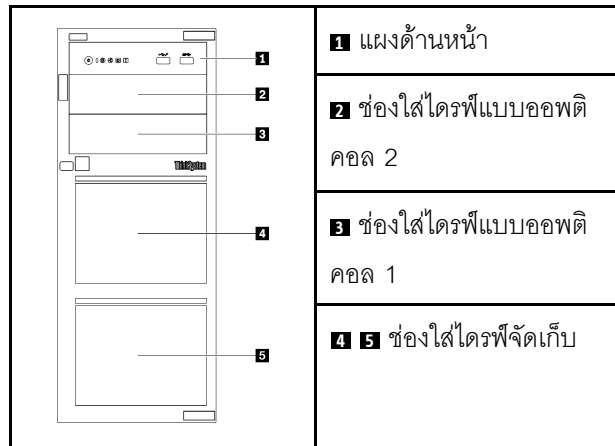 1
2
3
ThinkSystem
4
5
1 แผงด้านหน้า
2 ช่องใส่ไดรฟ์แบบออพติ
คอล 2
3 ช่องใส่ไดรฟ์แบบออพติ
คอล 1
4 5 ช่องใส่ไดรฟ์จัดเก็บ